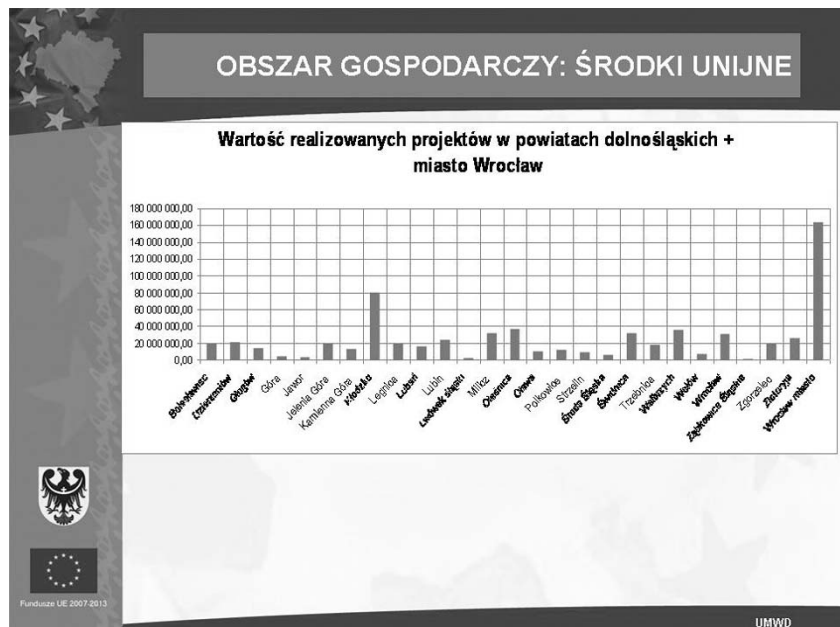 OBSZAR GOSPODARCZY: ŚRODKI UNIJNE
Wartość realizowanych projektów w powiatach dolnośląskich +
miasto Wrocław
180 000 000,00
160 000 000,00
140 000 000,00
120 000 000,00
100 000 000,00
80 000 000,00
60 000 000,00
40 000 000,00
20 000 000,00
0,00
Bolesławiec
Dzierżoniów
Głogów
Góra
Jawor
Jelenia Góra
Kamienna Góra
Kłodzko
Legnica
Lubań
Lubin
Lwówek Śląski
Milicz
Oleśnica
Oława
Polkowice
Strzelin
Środa Śląska
Świdnica
Trzebnica
Wałbrzych
Wołów
Wrocław
Ząbkowice Śląskie
Zgorzelec
Złotoryja
Wrocław miasto
Fundusze UE 2007-2013
UMWD